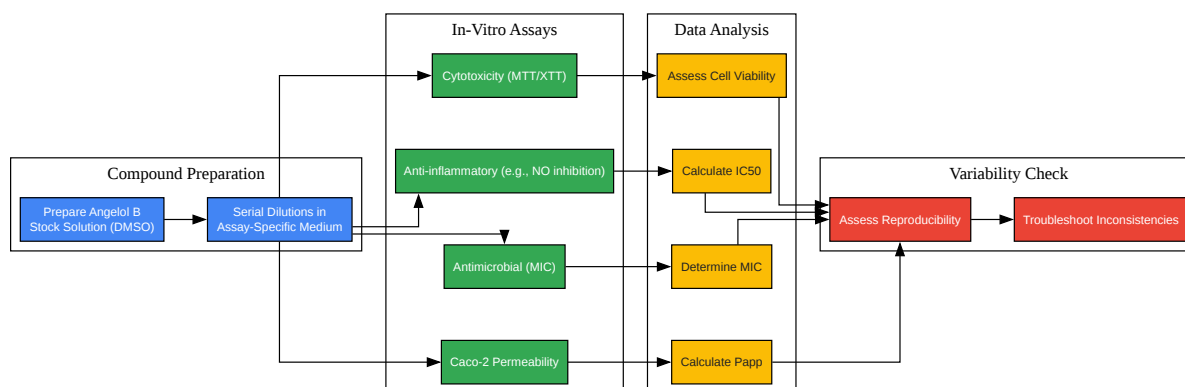 In-Vitro Assays
Data Analysis
Cytotoxicity (MTT/XTT)
Assess Cell Viability
Compound Preparation
Anti-inflammatory (e.g., NO inhibition)
Calculate IC50
Variability Check
Prepare Angelol B
Stock Solution (DMSO)
Serial Dilutions in
Assay-Specific Medium
Assess Reproducibility
Troubleshoot Inconsistencies
Antimicrobial (MIC)
Determine MIC
Caco-2 Permeability
Calculate Papp